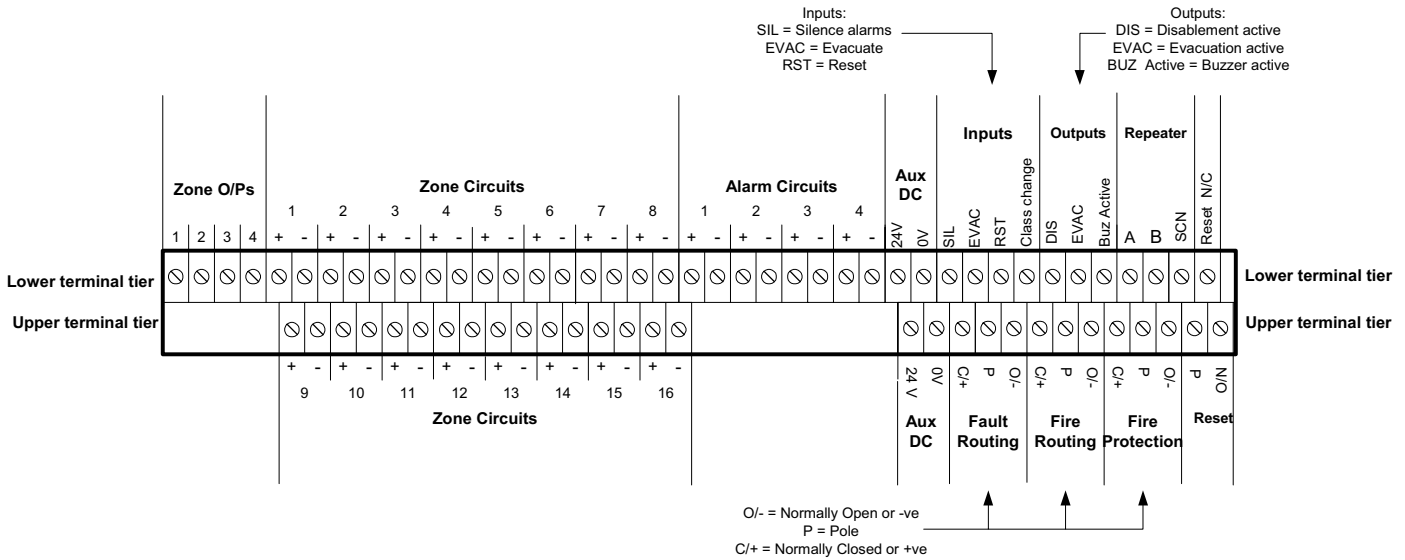 Inputs:
SIL = Silence alarms
EVAC = Evacuate
RST = Reset
Outputs:
DIS = Disablement active
EVAC = Evacuation active
BUZ Active = Buzzer active
Zone O/Ps
Zone Circuits
Alarm Circuits
Aux
DC
Inputs
Outputs
Repeater
1 2 3 4 5 6 7 8
1 2 3 4
1 2 3 4
+ - + - + - + - + - + - + - + -
+ - + - + - + -
24V
0V
SIL
EVAC
RST
Class change
DIS
EVAC
Buz Active
A
B
SCN
Reset N/C
Lower terminal tier
Lower terminal tier
Upper terminal tier
Upper terminal tier
+ - + - + - + - + - + - + - + -
9 10 11 12 13 14 15 16
Zone Circuits
24 V
0V
C/+
P
O/-
C/+
P
O/-
C/+
P
O/-
P
N/O
Aux
DC
Fault
Routing
Fire
Routing
Fire
Protection
Reset
O/- = Normally Open or -ve
P = Pole
C/+ = Normally Closed or +ve